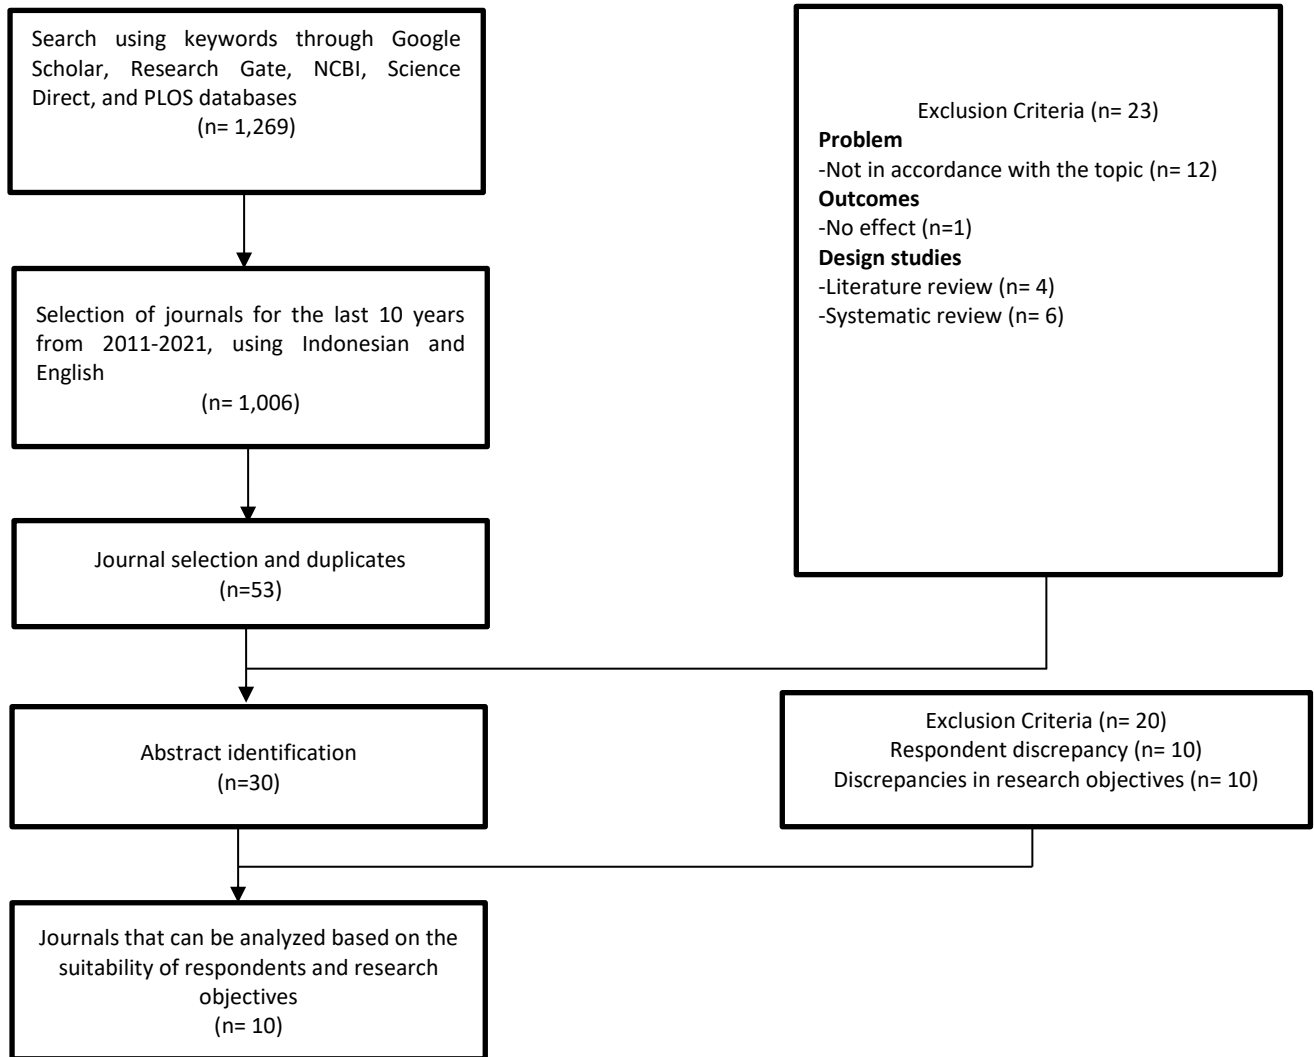 Search using keywords through Google
Scholar, Research Gate, NCBI, Science
Direct, and PLOS databases
(n= 1,269)
Exclusion Criteria (n= 23)
Problem
-Not in accordance with the topic (n= 12)
Outcomes
-No effect (n=1)
Design studies
-Literature review (n= 4)
-Systematic review (n= 6)
Selection of journals for the last 10 years
from 2011-2021, using Indonesian and
English
(n= 1,006)
Journal selection and duplicates
(n=53)
Abstract identification
(n=30)
Exclusion Criteria (n= 20)
Respondent discrepancy (n= 10)
Discrepancies in research objectives (n= 10)
Journals that can be analyzed based on the
suitability of respondents and research
objectives
(n= 10)